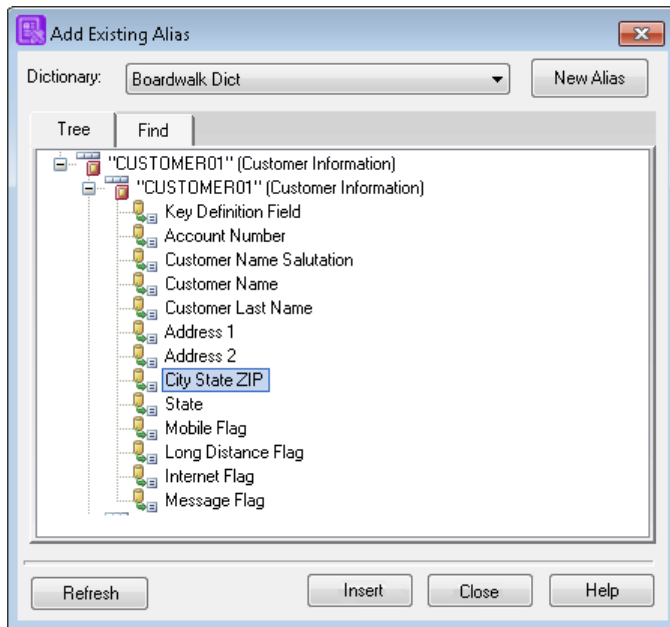 Add Existing Alias
Dictionary: Boardwalk Dict New Alias
Tree Find
"CUSTOMER01" (Customer Information)
"CUSTOMER01" (Customer Information)
Key Definition Field
Account Number
Customer Name Salutation
Customer Name
Customer Last Name
Address 1
Address 2
City State ZIP
State
Mobile Flag
Long Distance Flag
Internet Flag
Message Flag
Refresh Insert Close Help